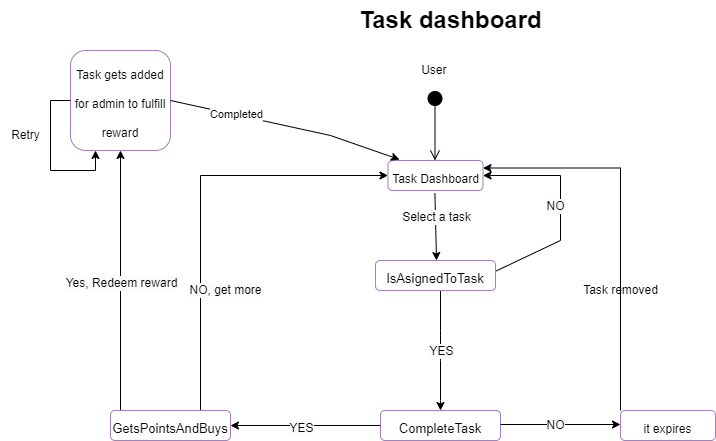 Task dashboard
User
Task gets added
for admin to fulfill
reward
Completed
Retry
Task Dashboard
NO
Select a task
IsAsignedToTask
Yes, Redeem reward
NO, get more
Task removed
YES
GetsPointsAndBuys
YES
CompleteTask
NO
it expires